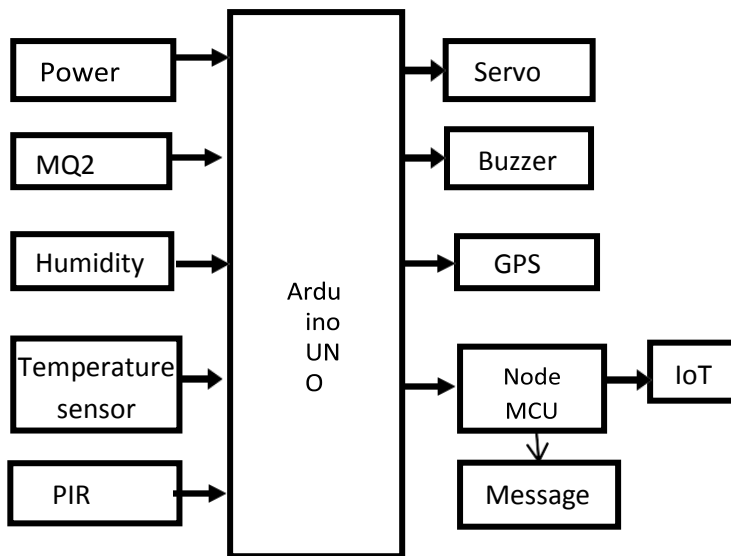 Power
MQ2
Humidity
Temperature
sensor
PIR
Ardu
ino
UN
O
Servo
Buzzer
GPS
Node
MCU
IoT
Message